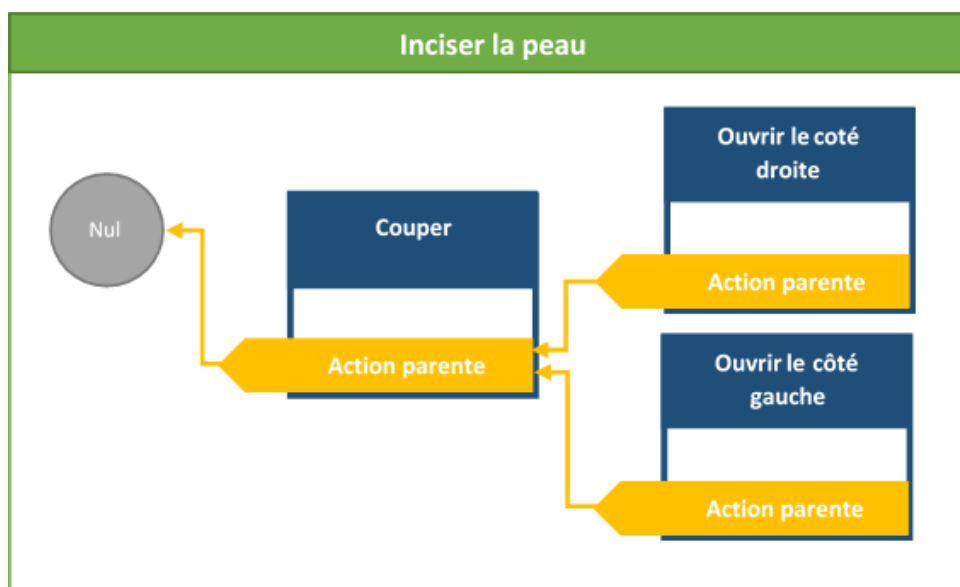 Inciser la peau
Nul
Couper
Action parente
Ouvrir le coté
droite
Action parente
Ouvrir le côté
gauche
Action parente